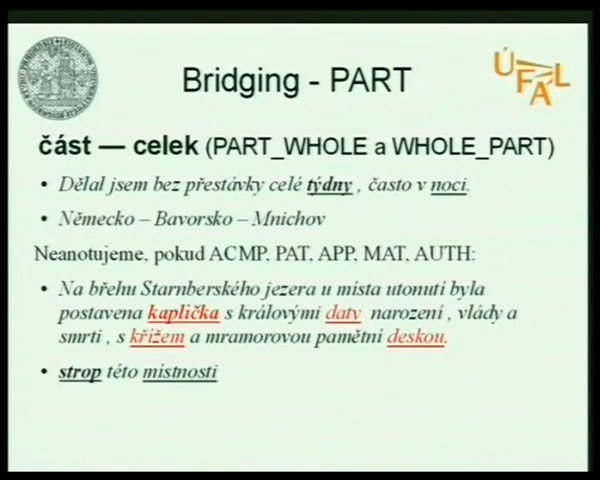 Bridging - PART
ÚFAL
část — celek (PART_WHOLE a WHOLE_PART)
• Dělal jsem bez přestávky celé týdny , často v noci.
• Německo – Bavorsko – Mnichov
Neanotujeme, pokud ACMP, PAT, APP, MAT, AUTH:
• Na břehu Starnberského jezera u místa utonutí byla
postavena kaplička s královými daty narození , vlády a
smrti , s křížem a mramorovou pamětní deskou.
• strop této místnosti